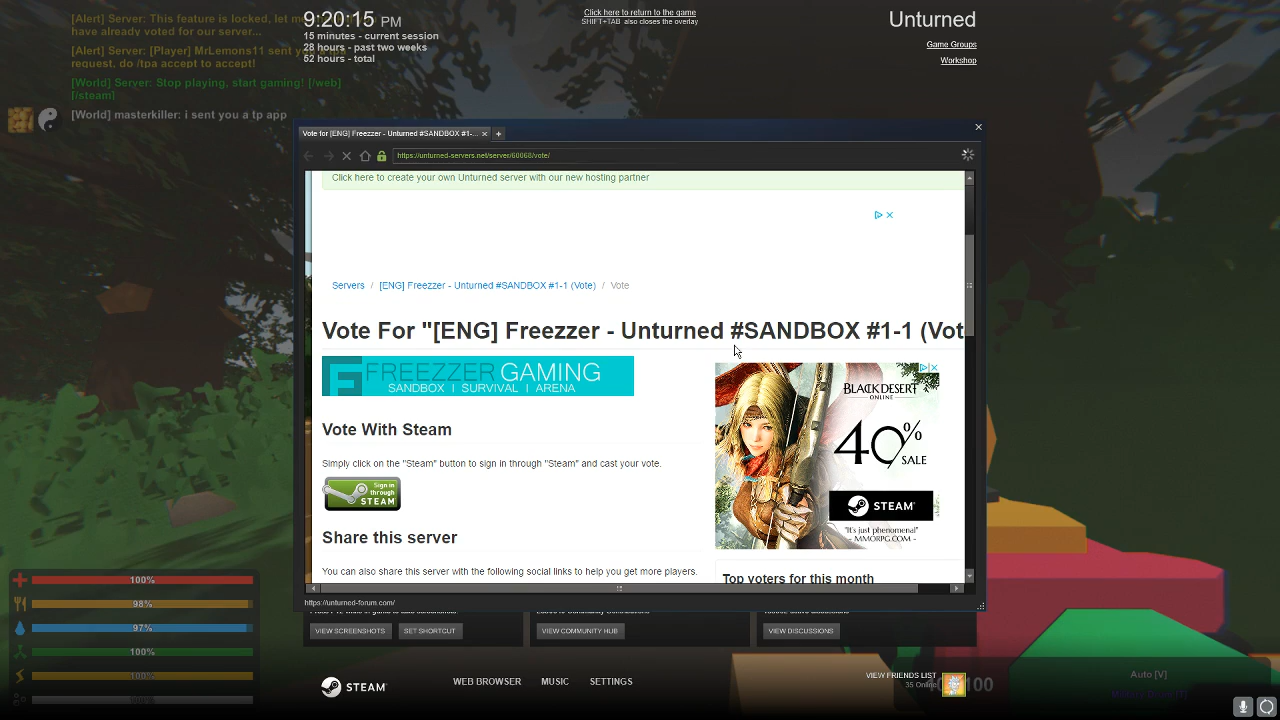 [Alert] Server: This feature is locked, let me
have already voted for our server...
[Alert] Server: [Player] MrLemons11 sent you a tpa
request, do /tpa accept to accept!
[World] Server: Stop playing, start gaming! [/web]
[/steam]
[World] masterkiller: i sent you a tp app
9:20:15 PM
15 minutes - current session
28 hours - past two weeks
52 hours - total
Click here to return to the game
SHIFT+TAB also closes the overlay
Unturned
Game Groups
Workshop
Vote for [ENG] Freezzer - Unturned #SANDBOX #1-...
https://unturned-servers.net/server/60068/vote/
Click here to create your own Unturned server with our new hosting partner
Servers / [ENG] Freezzer - Unturned #SANDBOX #1-1 (Vote) / Vote
Vote For "[ENG] Freezzer - Unturned #SANDBOX #1-1 (Vot
FREEZZER GAMING
SANDBOX | SURVIVAL | ARENA
Vote With Steam
Simply click on the "Steam" button to sign in through "Steam" and cast your vote.
Sign in
through
STEAM
Share this server
You can also share this server with the following social links to help you get more players.
BLACK DESERT
ONLINE
40% SALE
STEAM
"It's just phenomenal"
- MMORPG.COM -
Top voters for this month
https://unturned-forum.com/
VIEW SCREENSHOTS
SET SHORTCUT
VIEW COMMUNITY HUB
VIEW DISCUSSIONS
100%
98%
97%
100%
100%
100%
STEAM
WEB BROWSER
MUSIC
SETTINGS
VIEW FRIENDS LIST
35 Online
Auto [V]